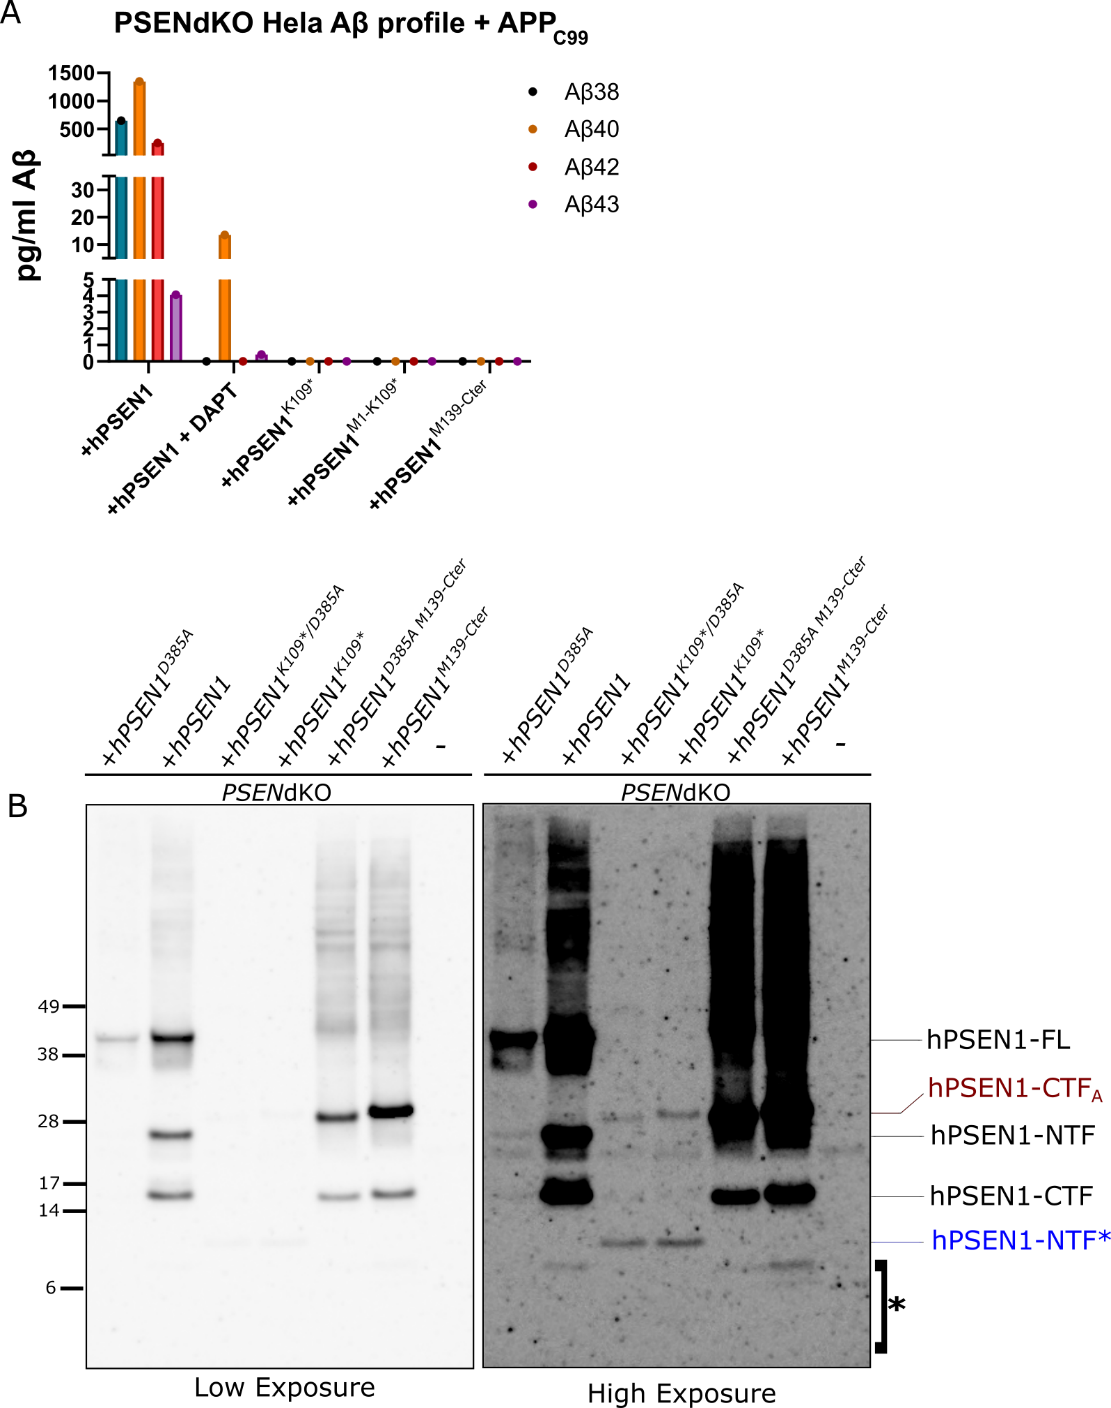 A
PSENdKO Hela Aβ profile + APPC99
pg/ml Aβ
1500
1000
500
30
20
10
5
4
3
2
1
0
Aβ38
Aβ40
Aβ42
Aβ43
+hPSEN1
+hPSEN1 + DAPT
+hPSEN1K109*
+hPSEN1M1-K109*
+hPSEN1M139-Cter
+hPSEN1D385A
+hPSEN1
+hPSEN1K109*/D385A
+hPSEN1K109*
+hPSEN1D385A M139-Cter
+hPSEN1M139-Cter
-
+hPSEN1D385A
+hPSEN1
+hPSEN1K109*/D385A
+hPSEN1K109*
+hPSEN1D385A M139-Cter
+hPSEN1M139-Cter
-
PSENdKO
PSENdKO
B
49
38
28
17
14
6
hPSEN1-FL
hPSEN1-CTFA
hPSEN1-NTF
hPSEN1-CTF
hPSEN1-NTF*
*
Low Exposure
High Exposure